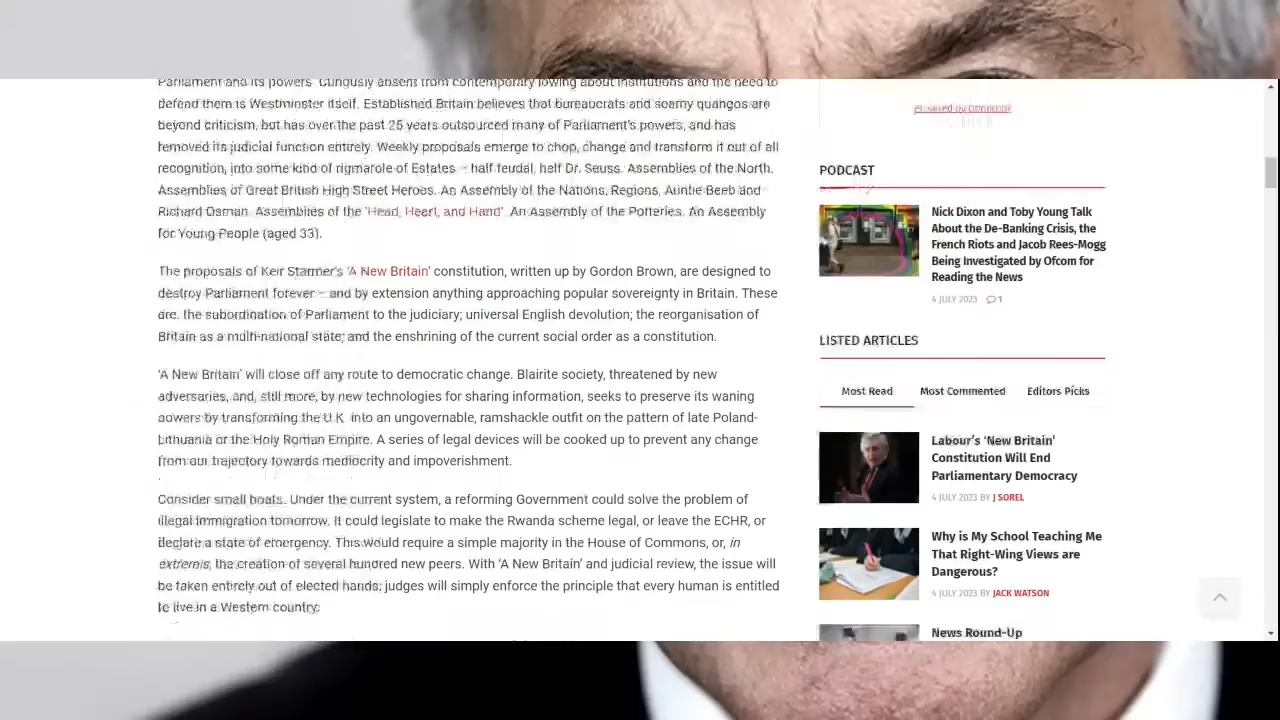 Parliament and its powers
Curiously absent from contemporary lowing about institutions and the need to
defend them is Westminster itself. Established Britain believes that bureaucrats and seamy quangos are
beyond criticism, but has over the past 25 years outsourced many of Parliament's powers, and has
removed its judicial function entirely. Weekly proposals emerge to chop, change and transform it out of all
recognition, into some kind of rigmarole of Estates – half feudal, half Dr. Seuss. Assemblies of the North.
Assemblies of Great British High Street Heroes. An Assembly of the Nations, Regions, Auntie Beeb and
Richard Osman. Assemblies of the 'Head, Heart, and Hand'. An Assembly of the Potteries. An Assembly
for Young People (aged 33).
The proposals of Keir Starmer's 'A New Britain' constitution, written up by Gordon Brown, are designed to
destroy Parliament forever – and by extension anything approaching popular sovereignty in Britain. These
are: the subordination of Parliament to the judiciary; universal English devolution; the reorganisation of
Britain as a multi-national state; and the enshrining of the current social order as a constitution.
'A New Britain' will close off any route to democratic change. Blairite society, threatened by new
adversaries, and, still more, by new technologies for sharing information, seeks to preserve its waning
powers by transforming the U.K. into an ungovernable, ramshackle outfit on the pattern of late Poland-
Lithuania or the Holy Roman Empire. A series of legal devices will be cooked up to prevent any change
from our trajectory towards mediocrity and impoverishment.
Consider small boats. Under the current system, a reforming Government could solve the problem of
illegal immigration tomorrow. It could legislate to make the Rwanda scheme legal, or leave the ECHR, or
declare a state of emergency. This would require a simple majority in the House of Commons, or, in
extremis, the creation of several hundred new peers. With 'A New Britain' and judicial review, the issue will
be taken entirely out of elected hands; judges will simply enforce the principle that every human is entitled
to live in a Western country.
PODCAST
Nick Dixon and Toby Young Talk
About the De-Banking Crisis, the
French Riots and Jacob Rees-Mogg
Being Investigated by Ofcom for
Reading the News
4 JULY 2023 1
LISTED ARTICLES
Most Read Most Commented Editors Picks
Labour's 'New Britain'
Constitution Will End
Parliamentary Democracy
4 JULY 2023 BY J SOREL
Why is My School Teaching Me
That Right-Wing Views are
Dangerous?
4 JULY 2023 BY JACK WATSON
News Round-Up